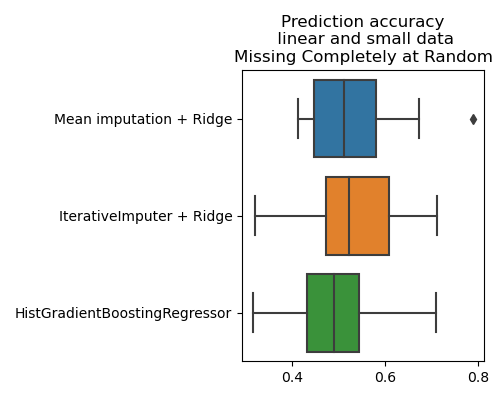 Prediction accuracy
linear and small data
Missing Completely at Random
Mean imputation + Ridge
IterativeImputer + Ridge
HistGradientBoostingRegressor
0.4 0.6 0.8